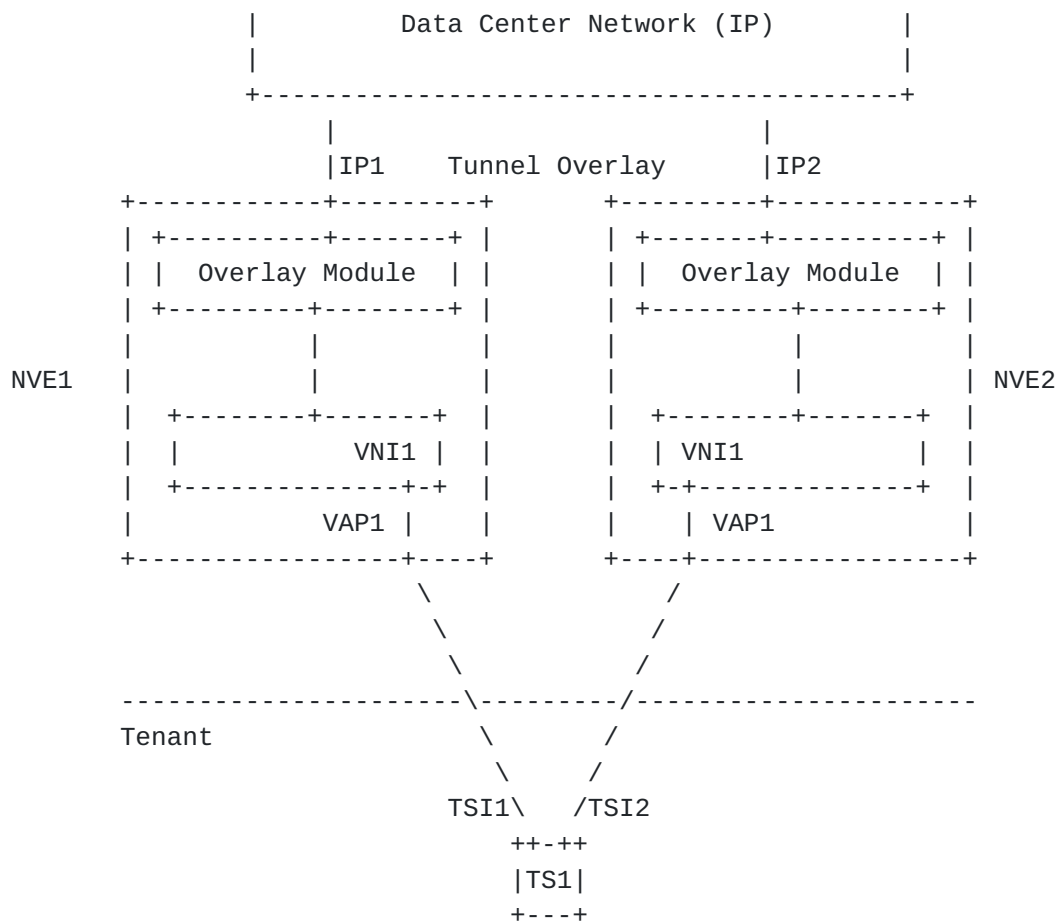 Data Center Network (IP)
IP1 Tunnel Overlay IP2
Overlay Module Overlay Module
NVE1 NVE2
VNI1 VNI1
VAP1 VAP1
Tenant
TSI1 TSI2
TS1